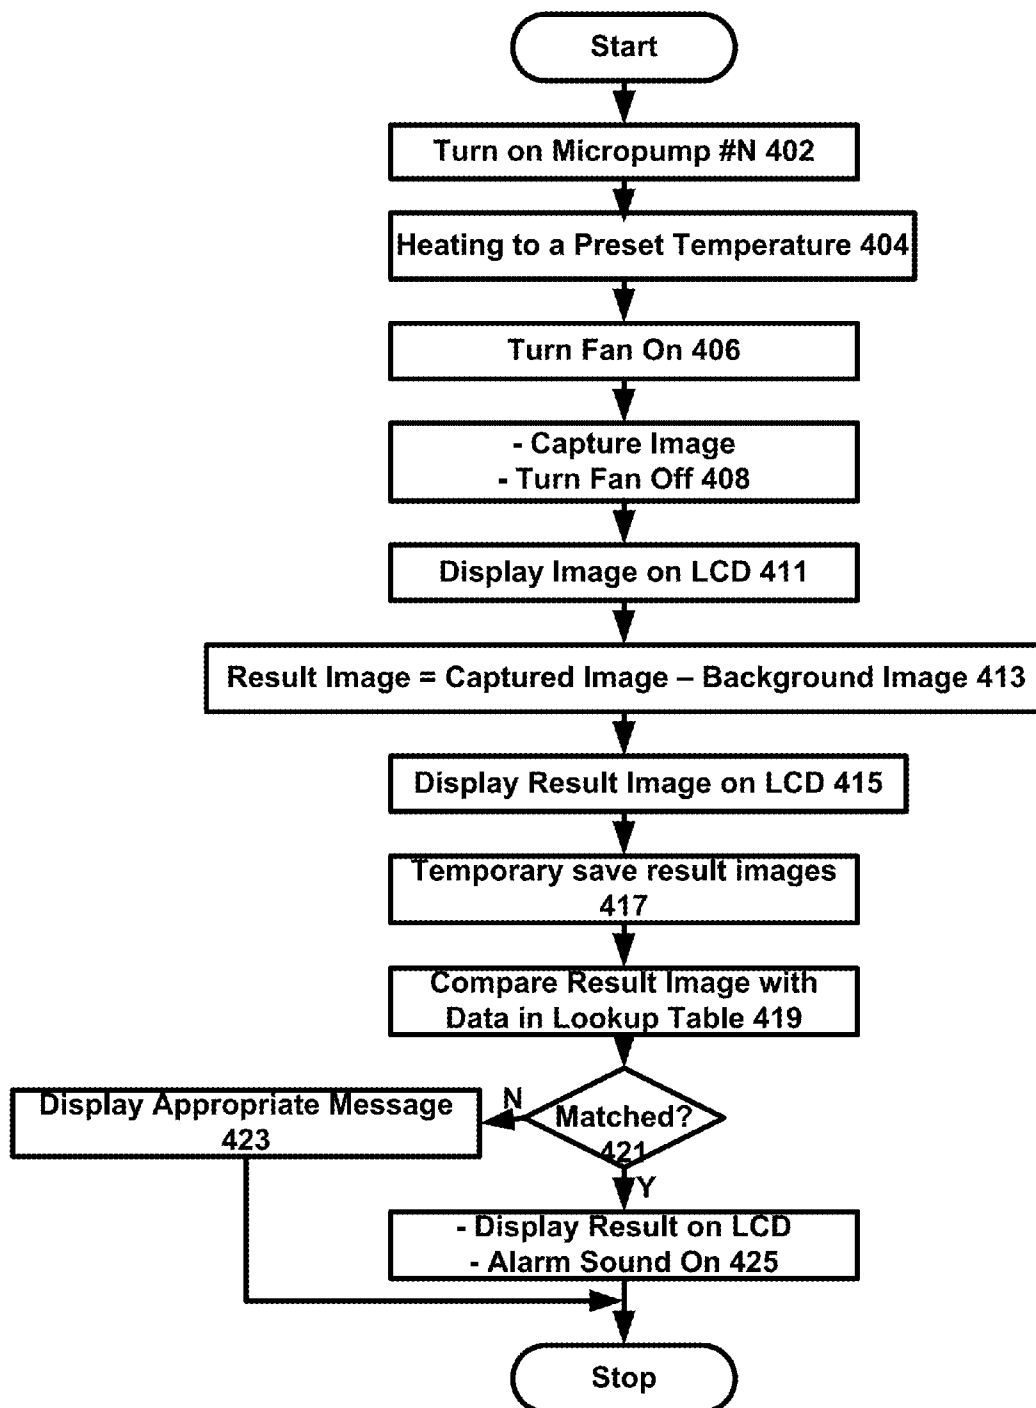 Start
Turn on Micropump #N 402
Heating to a Preset Temperature 404
Turn Fan On 406
- Capture Image
- Turn Fan Off 408
Display Image on LCD 411
Result Image = Captured Image – Background Image 413
Display Result Image on LCD 415
Temporary save result images
417
Compare Result Image with
Data in Lookup Table 419
Matched?
421
N
Display Appropriate Message
423
Y
- Display Result on LCD
- Alarm Sound On 425
Stop